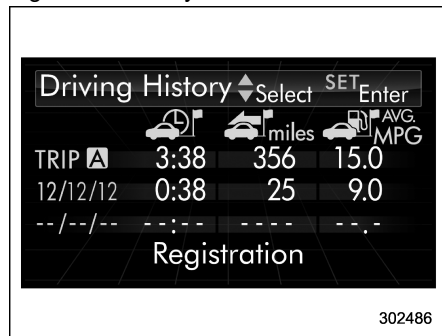 Driving History Select SET Enter
miles AVG. MPG
TRIP A 3:38 356 15.0
12/12/12 0:38 25 9.0
--/--/-- --:-- ---- --.-
Registration
302486